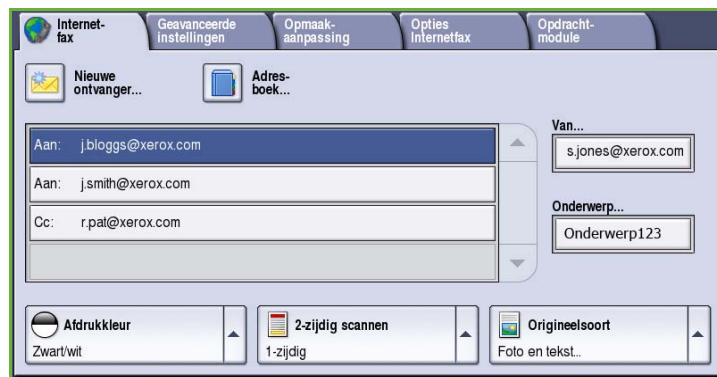 Internet-
fax
Geavanceerde
instellingen
Opmaak-
aanpassing
Opties
Internetfax
Opdracht-
module
Nieuwe
ontvanger...
Adres-
boek...
Aan: j.bloggs@xerox.com
Aan: j.smith@xerox.com
Cc: r.pat@xerox.com
Van...
s.jones@xerox.com
Onderwerp...
Onderwerp123
Afdrukkleur
Zwart/wit
2-zijdig scannen
1-zijdig
Origineelsoort
Foto en tekst...